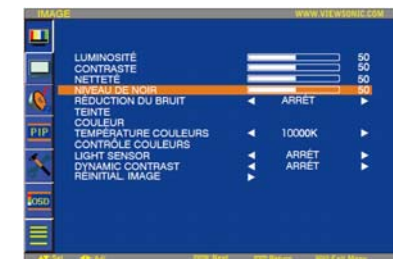 IMAGE WWW.VIEWSONIC.COM
LUMINOSITÉ 50
CONTRASTE 50
NETTETÉ 50
NIVEAU DE NOIR 50
RÉDUCTION DU BRUIT ARRÊT
TEINTE
COULEUR
TEMPÉRATURE COULEURS 10000K
CONTRÔLE COULEURS
LIGHT SENSOR ARRÊT
DYNAMIC CONTRAST ARRÊT
RÉINITIAL. IMAGE
PIP
OSD